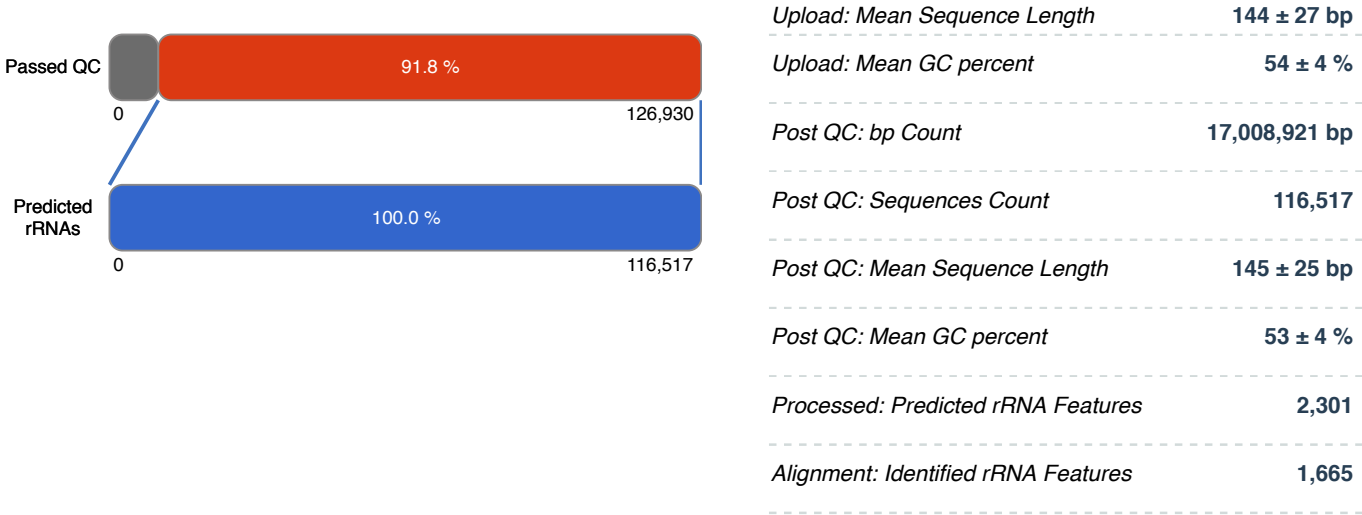 Passed QC
91.8 %
0
126,930
Predicted
rRNAs
100.0 %
0
116,517
Upload: Mean Sequence Length 144 ± 27 bp
Upload: Mean GC percent 54 ± 4 %
Post QC: bp Count 17,008,921 bp
Post QC: Sequences Count 116,517
Post QC: Mean Sequence Length 145 ± 25 bp
Post QC: Mean GC percent 53 ± 4 %
Processed: Predicted rRNA Features 2,301
Alignment: Identified rRNA Features 1,665